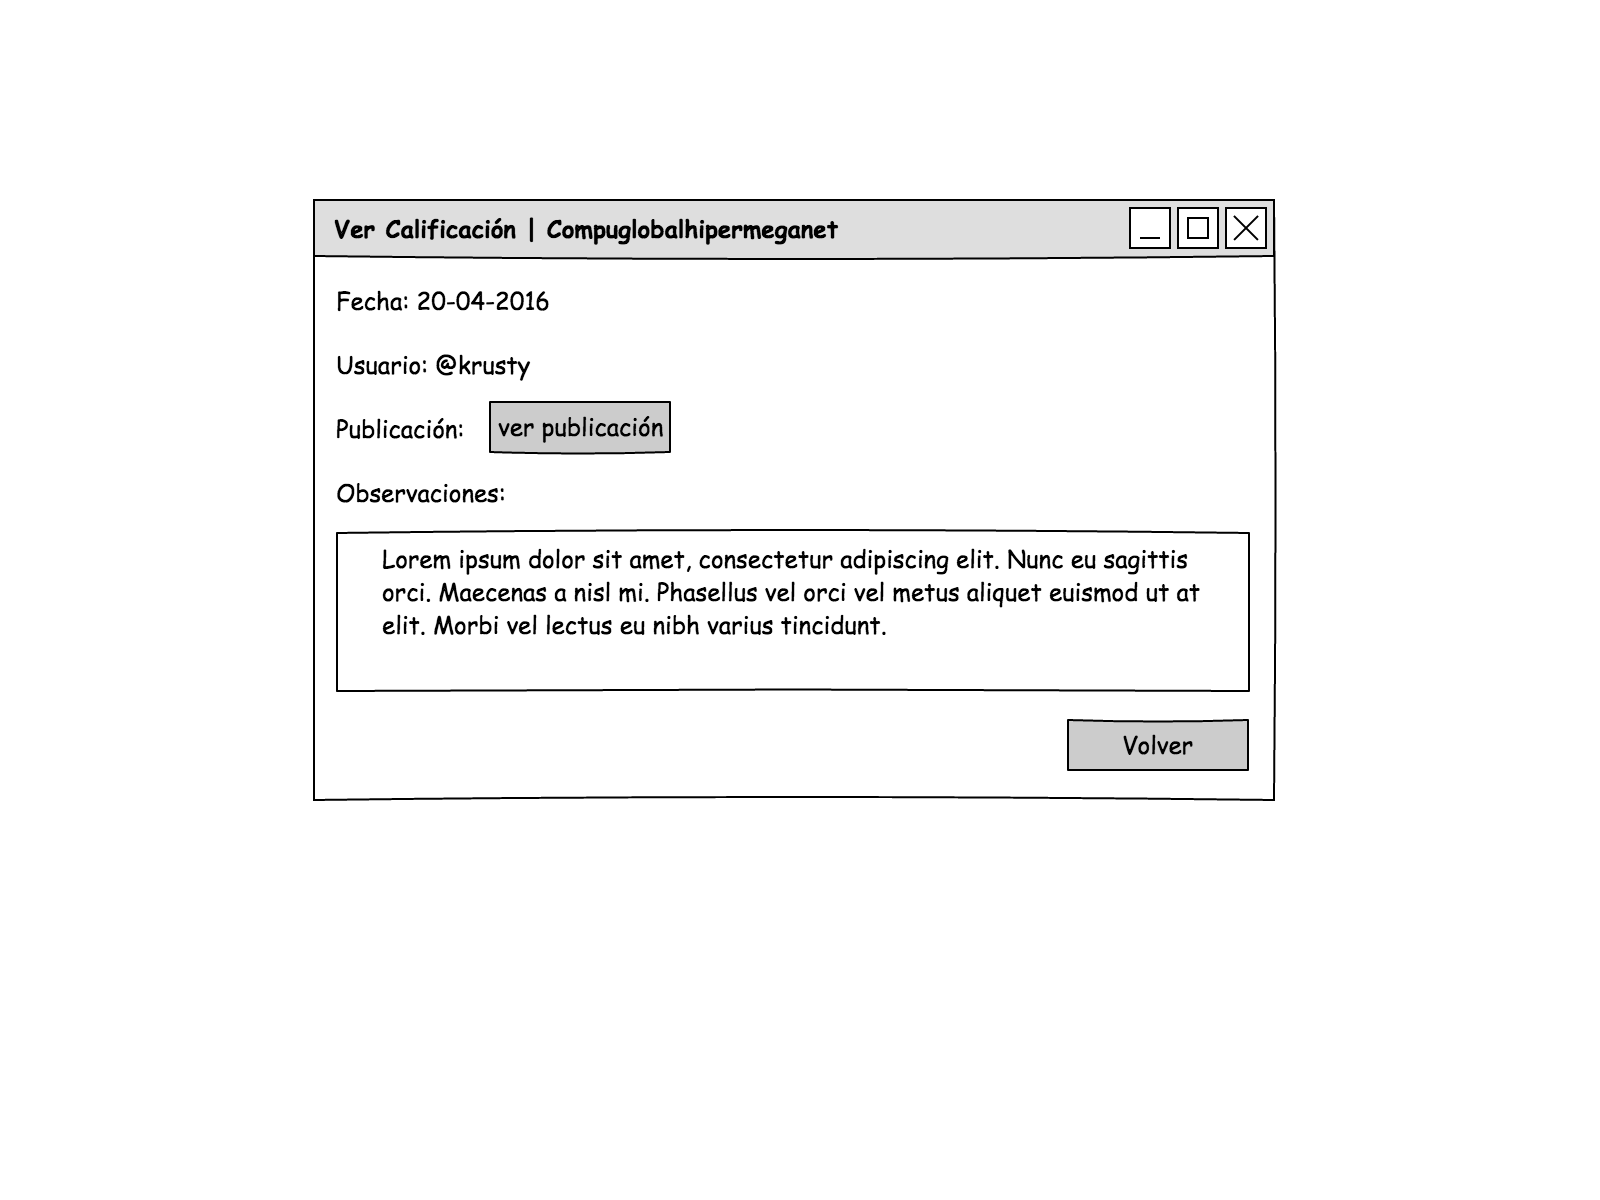 Ver Calificación | Compuglobalhipermeganet
Fecha: 20-04-2016
Usuario: @krusty
Publicación: ver publicación
Observaciones:
Lorem ipsum dolor sit amet, consectetur adipiscing elit. Nunc eu sagittis
orci. Maecenas a nisl mi. Phasellus vel orci vel metus aliquet euismod ut at
elit. Morbi vel lectus eu nibh varius tincidunt.
Volver